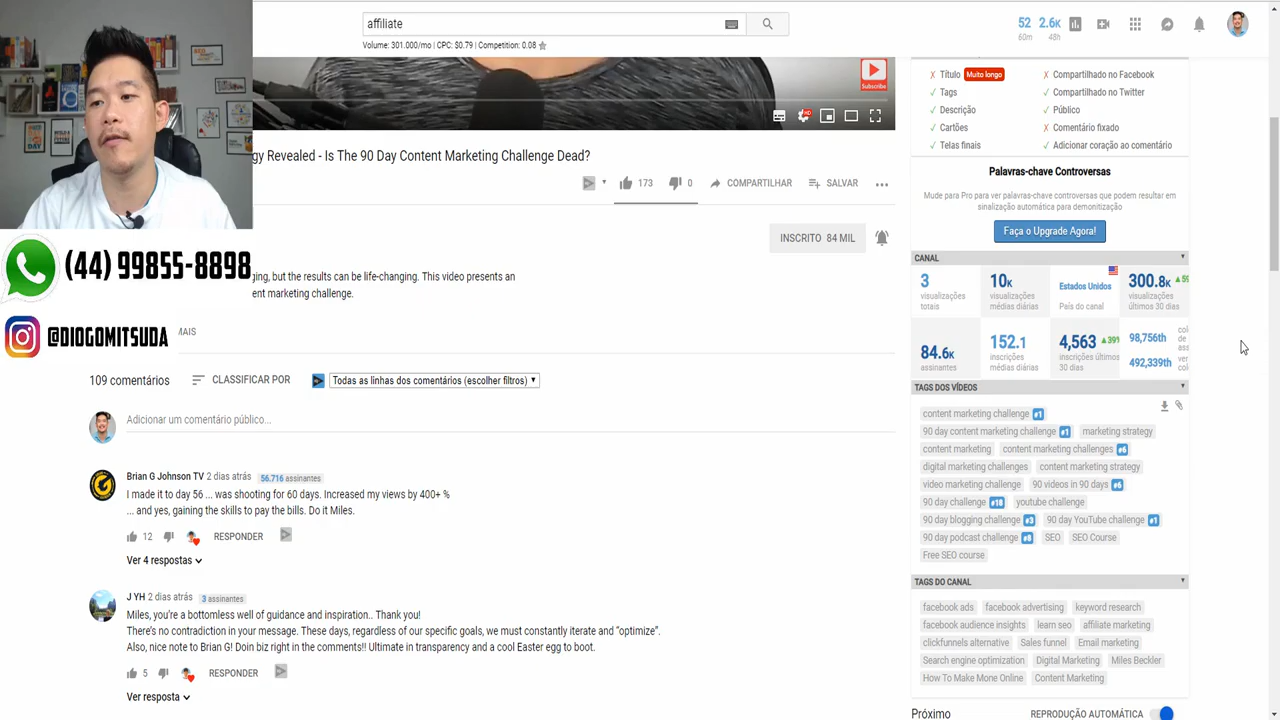 affiliate
Volume: 301.000/mo | CPC: $0.79 | Competition: 0.08
52 2.6K
60m 48h
Subscribe
HD
gy Revealed - Is The 90 Day Content Marketing Challenge Dead?
173 0 COMPARTILHAR SALVAR
INSCRITO 84 MIL
(44) 99855-8898
ging, but the results can be life-changing. This video presents an
ent marketing challenge.
@DIOGOMITSUDA
MAIS
109 comentários CLASSIFICAR POR Todas as linhas dos comentários (escolher filtros)
Adicionar um comentário público...
Brian G Johnson TV 2 dias atrás 56.716 assinantes
I made it to day 56 ... was shooting for 60 days. Increased my views by 400+ %
... and yes, gaining the skills to pay the bills. Do it Miles.
12 RESPONDER
Ver 4 respostas
J YH 2 dias atrás 3 assinantes
Miles, you're a bottomless well of guidance and inspiration.. Thank you!
There's no contradiction in your message. These days, regardless of our specific goals, we must constantly iterate and "optimize".
Also, nice note to Brian G! Doin biz right in the comments!! Ultimate in transparency and a cool Easter egg to boot.
5 RESPONDER
Ver resposta
Título Muito longo Compartilhado no Facebook
Tags Compartilhado no Twitter
Descrição Público
Cartões Comentário fixado
Telas finais Adicionar coração ao comentário
Palavras-chave Controversas
Mude para Pro para ver palavras-chave controversas que podem resultar em
sinalização automática para demonitização
Faça o Upgrade Agora!
CANAL
3 10K Estados Unidos 300.8K
visualizações totais visualizações médias diárias País do canal visualizações últimos 30 dias
84.6K 152.1 4,563 39% 98,756th
assinantes inscrições médias diárias inscrições últimos 30 dias 492,339th
TAGS DOS VÍDEOS
content marketing challenge #1
90 day content marketing challenge #1 marketing strategy
content marketing content marketing challenges #6
digital marketing challenges content marketing strategy
video marketing challenge 90 videos in 90 days #6
90 day challenge #18 youtube challenge
90 day blogging challenge #3 90 day YouTube challenge #1
90 day podcast challenge #8 SEO SEO Course
Free SEO course
TAGS DO CANAL
facebook ads facebook advertising keyword research
facebook audience insights learn seo affiliate marketing
clickfunnels alternative Sales funnel Email marketing
Search engine optimization Digital Marketing Miles Beckler
How To Make Mone Online Content Marketing
Próximo REPRODUÇÃO AUTOMÁTICA